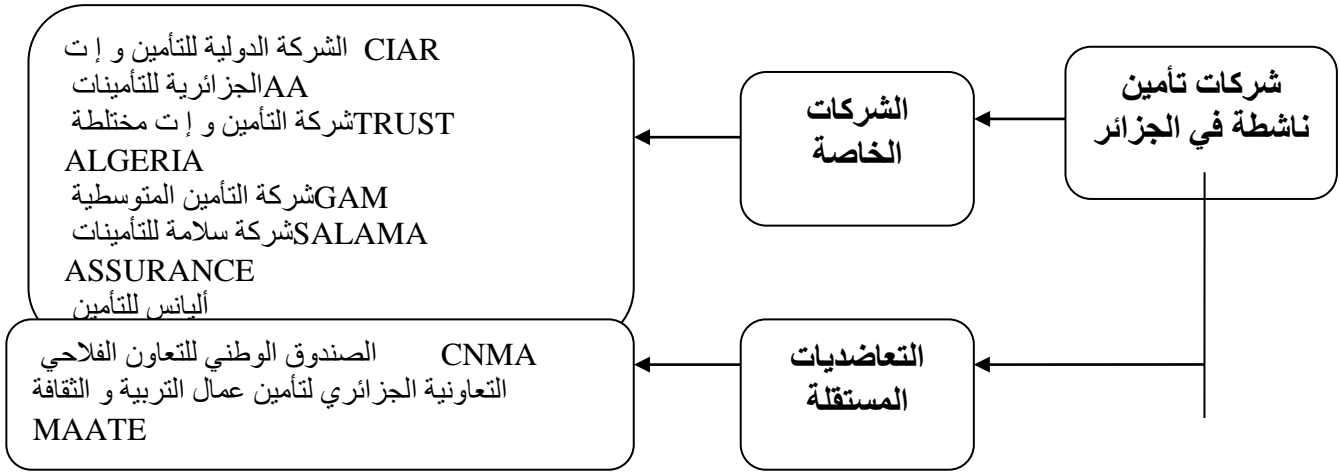 شركات تأمين
ناشطة في الجزائر
الشركات
الخاصة
CIAR الشركة الدولية للتأمين و إ ت
AAالجزائرية للتأمينات
TRUSTشركة التأمين و إ ت مختلطة
ALGERIA
GAMشركة التأمين المتوسطية
SALAMAشركة سلامة للتأمينات
ASSURANCE
أليانس للتأمين
التعاضديات
المستقلة
CNMA الصندوق الوطني للتعاون الفلاحي
التعاونية الجزائري لتأمين عمال التربية و الثقافة
MAATE